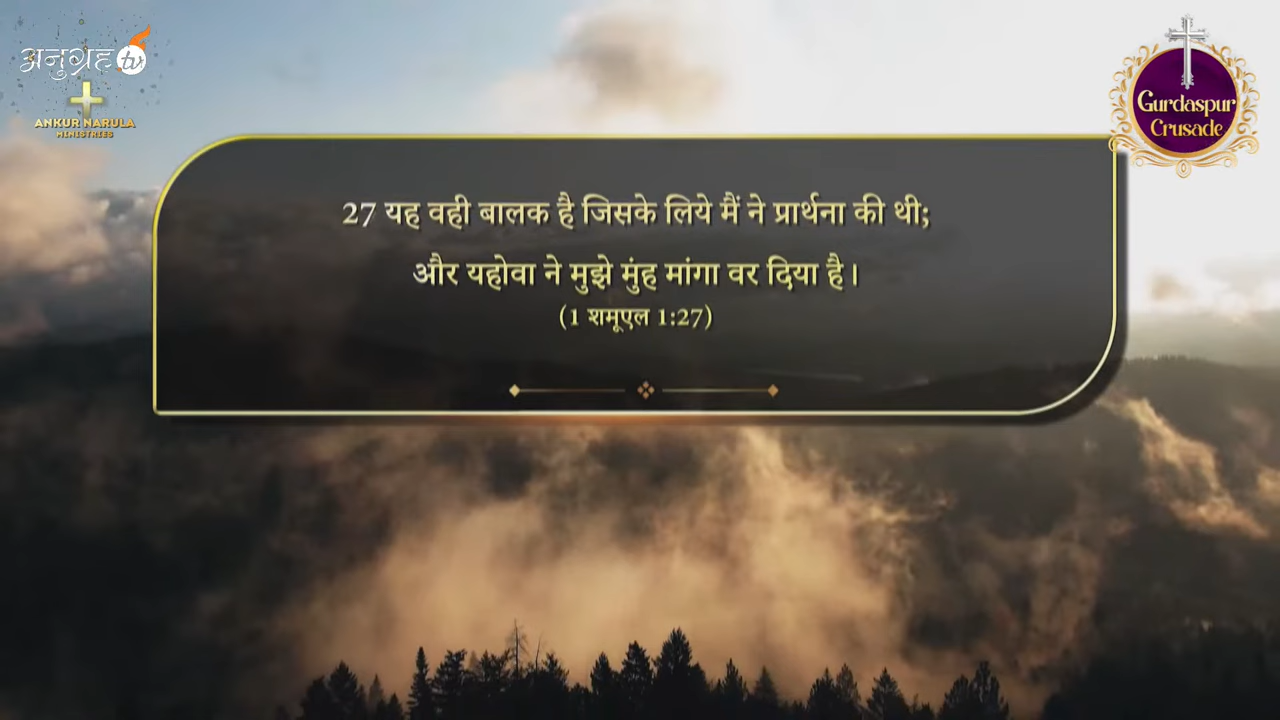 अनुग्रह tv
ANKUR NARULA
MINISTRIES
Gurdaspur
Crusade
27 यह वही बालक है जिसके लिये मैं ने प्रार्थना की थी;
और यहोवा ने मुझे मुंह मांगा वर दिया है।
(1 शमूएल 1:27)